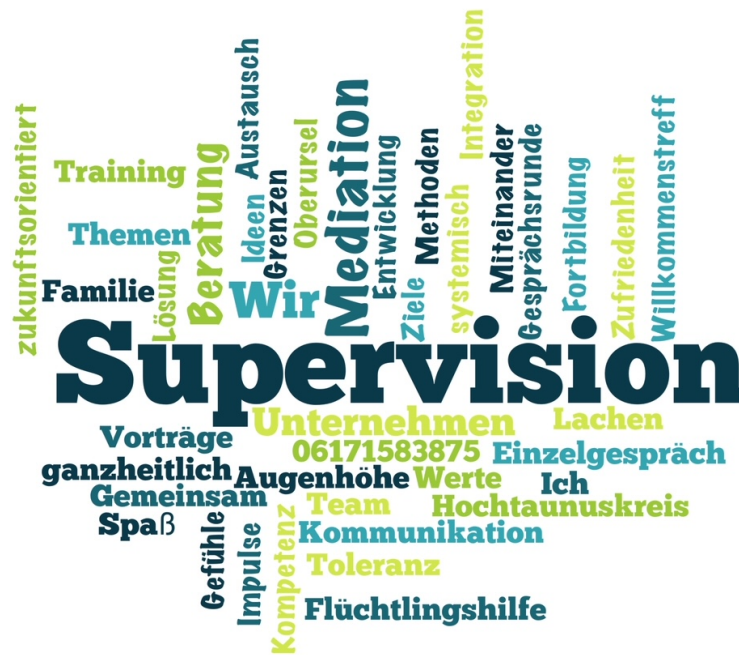 zukunftsorientiert
Training
Themen
Familie
Lösung
Beratung
Austausch
Ideen
Grenzen
Oberursel
Wir
Mediation
Entwicklung
Methoden
Ziele
systemisch
Integration
Miteinander
Gesprächsrunde
Fortbildung
Zufriedenheit
Willkommenstreff
Supervision
Unternehmen
Lachen
Vorträge
06171583875
Einzelgespräch
ganzheitlich
Augenhöhe
Werte
Ich
Gemeinsam
Team
Hochtaunuskreis
Spaß
Gefühle
Impulse
Kompetenz
Kommunikation
Toleranz
Flüchtlingshilfe